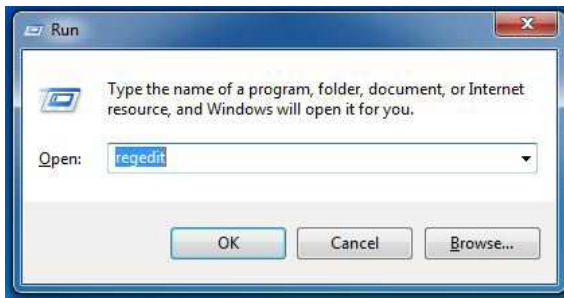 Run
Type the name of a program, folder, document, or Internet
resource, and Windows will open it for you.
Open: regedit
OK Cancel Browse...